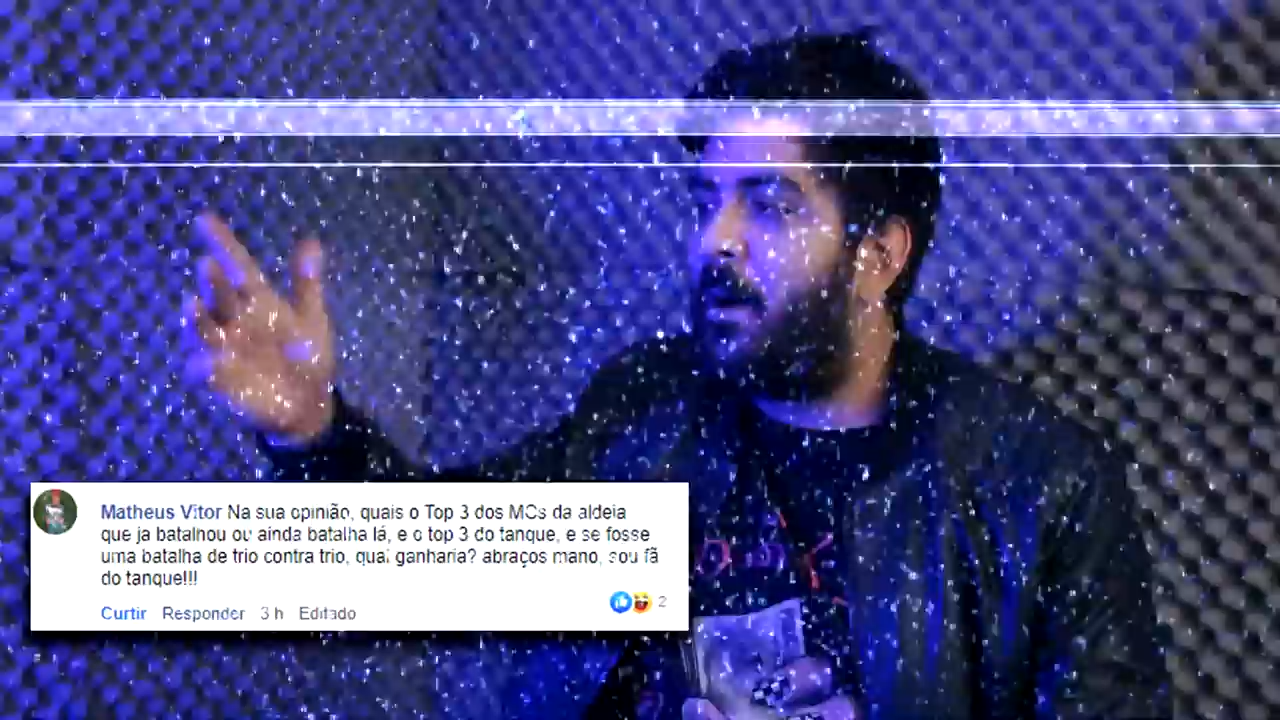 Matheus Vitor Na sua opinião, quais o Top 3 dos MCs da aldeia
que ja batalhou ou ainda batalha lá, e o top 3 do tanque, e se fosse
uma batalha de trio contra trio, qual ganharia? abraços mano, sou fã
do tanque!!!
Curtir Responder 3 h Editado
2